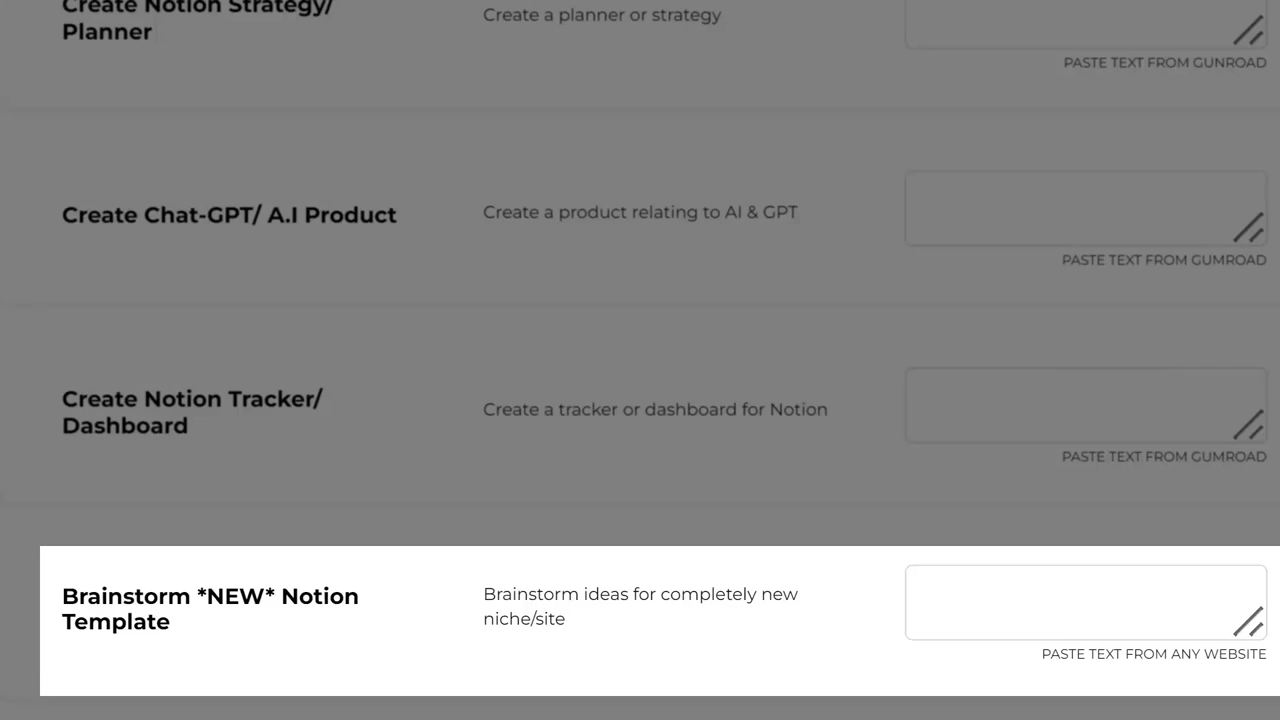 Create Notion Strategy/
Planner
Create a planner or strategy
PASTE TEXT FROM GUNROAD
Create Chat-GPT/ A.I Product
Create a product relating to AI & GPT
PASTE TEXT FROM GUMROAD
Create Notion Tracker/
Dashboard
Create a tracker or dashboard for Notion
PASTE TEXT FROM GUMROAD
Brainstorm *NEW* Notion
Template
Brainstorm ideas for completely new
niche/site
PASTE TEXT FROM ANY WEBSITE